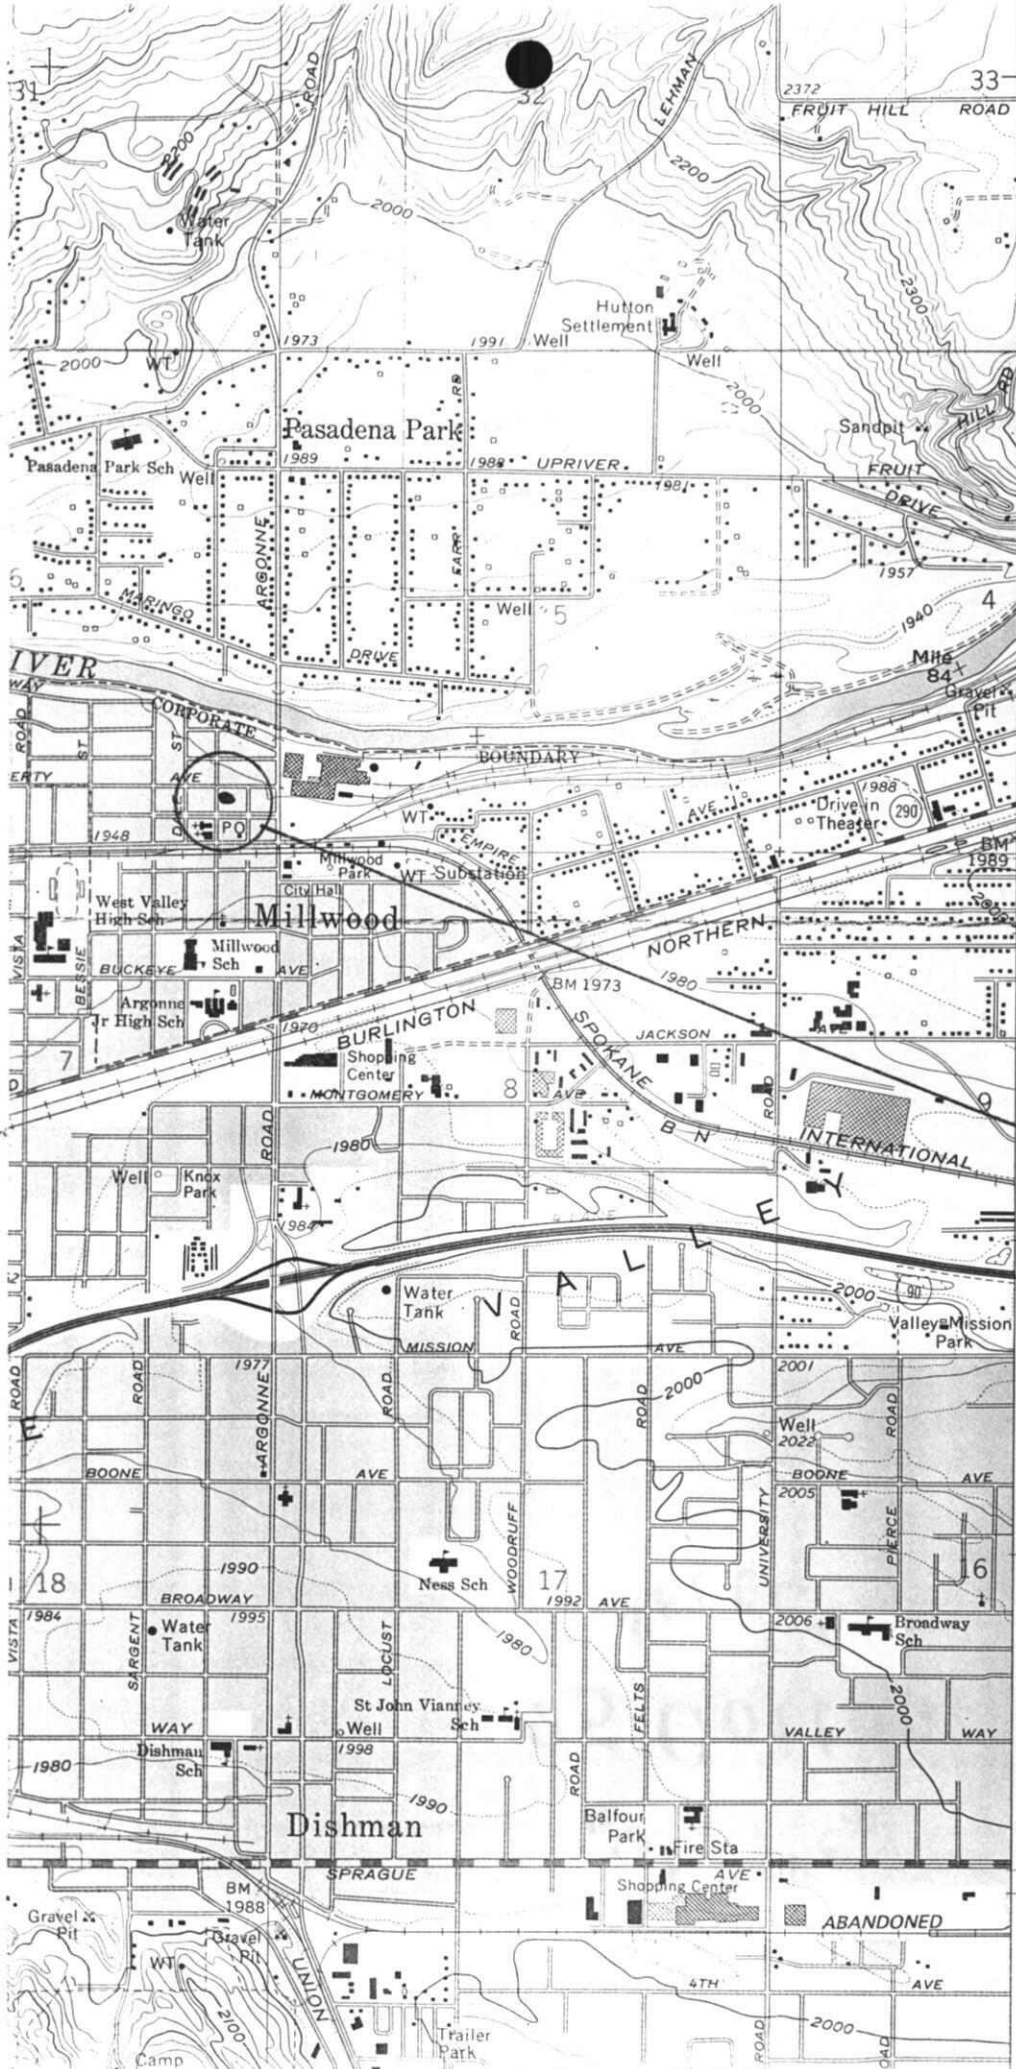 31
ROAD
32
LEHMAN
2372
33
FRUIT HILL ROAD
2200
2200
2000
Water
Tank
2300
Hutton
Settlement
1973
1991
Well
2000
WT
Well
2000
HILL RD
Sandpit
RD
Pasadena Park
1989
1988
UPRIVER
FRUIT
Pasadena Park Sch
Well
1981
DRIVE
ARGONNE
FARR
1957
6
MARINGO
Well
5
4
1940
DRIVE
IVER
Mile
84
WAY
Gravel
Pit
CORPORATE
ROAD
ST
ST
BOUNDARY
ERTY
AVE
1988
Drive-in
Theater
290
AVE
WT
PO
1948
EMPIRE
BM
1989
Millwood
Park
WT
Substation
City Hall
2000
West Valley
High Sch
Millwood
NORTHERN
VISTA
BESSIE
Millwood
Sch
BUCKEYE
AVE
1980
BM 1973
Argonne
Jr High Sch
1970
BURLINGTON
SPOKANE
JACKSON
AVE
7
Shopping
Center
8
MONTGOMERY
AVE
ROAD
9
B N
INTERNATIONAL
1980
ROAD
Well
Knox
Park
1984
V A L L E Y
2000
90
Water
Tank
ROAD
Valley Mission
Park
MISSION
AVE
1977
2001
ROAD
ROAD
ARGONNE
ROAD
ROAD
2000
ROAD
E
Well
2022
BOONE
AVE
BOONE
AVE
2005
WOODRUFF
UNIVERSITY
PIERCE
18
1990
Ness Sch
17
16
BROADWAY
1992
AVE
1984
1995
2006
Broadway
Sch
VISTA
SARGENT
Water
Tank
LOCUST
1980
St John Vianney
Sch
FELTS
2000
WAY
Well
1998
VALLEY
WAY
Dishman
Sch
1980
ROAD
1990
Dishman
Balfour
Park
Fire Sta
SPRAGUE
AVE
BM
1988
Shopping Center
Gravel
Pit
Gravel
Pit
ABANDONED
WT
UNION
4TH
AVE
2100
2000
Trailer
Park
ROAD
OAD
Camp